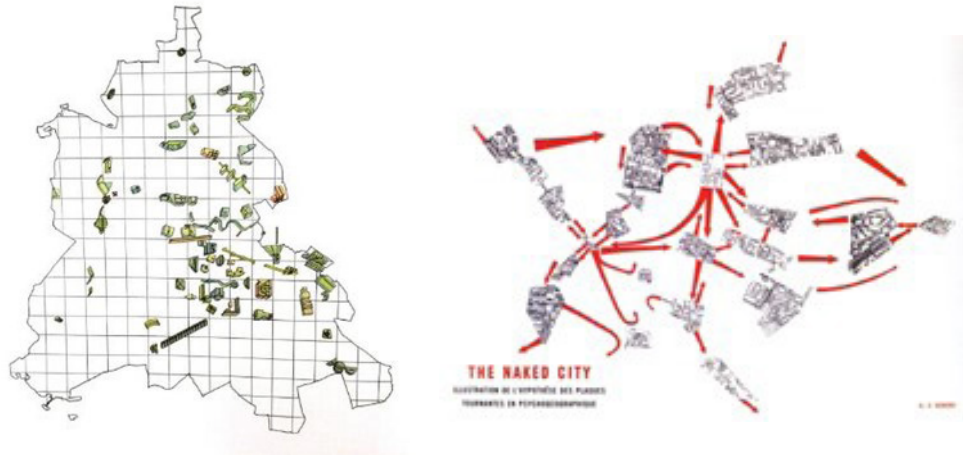 THE NAKED CITY
ILLUSTRATION DE L'HYPOTHÈSE DES PLAQUES
TOURNANTES EN PSYCHOGEOGRAPHIQUE